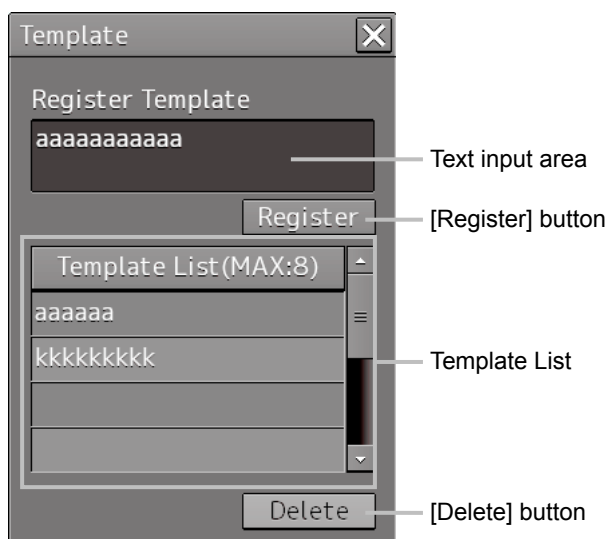 Template
Register Template
aaaaaaaaaaa
Text input area
Register
[Register] button
Template List(MAX:8)
aaaaaa
kkkkkkkkk
Template List
Delete
[Delete] button